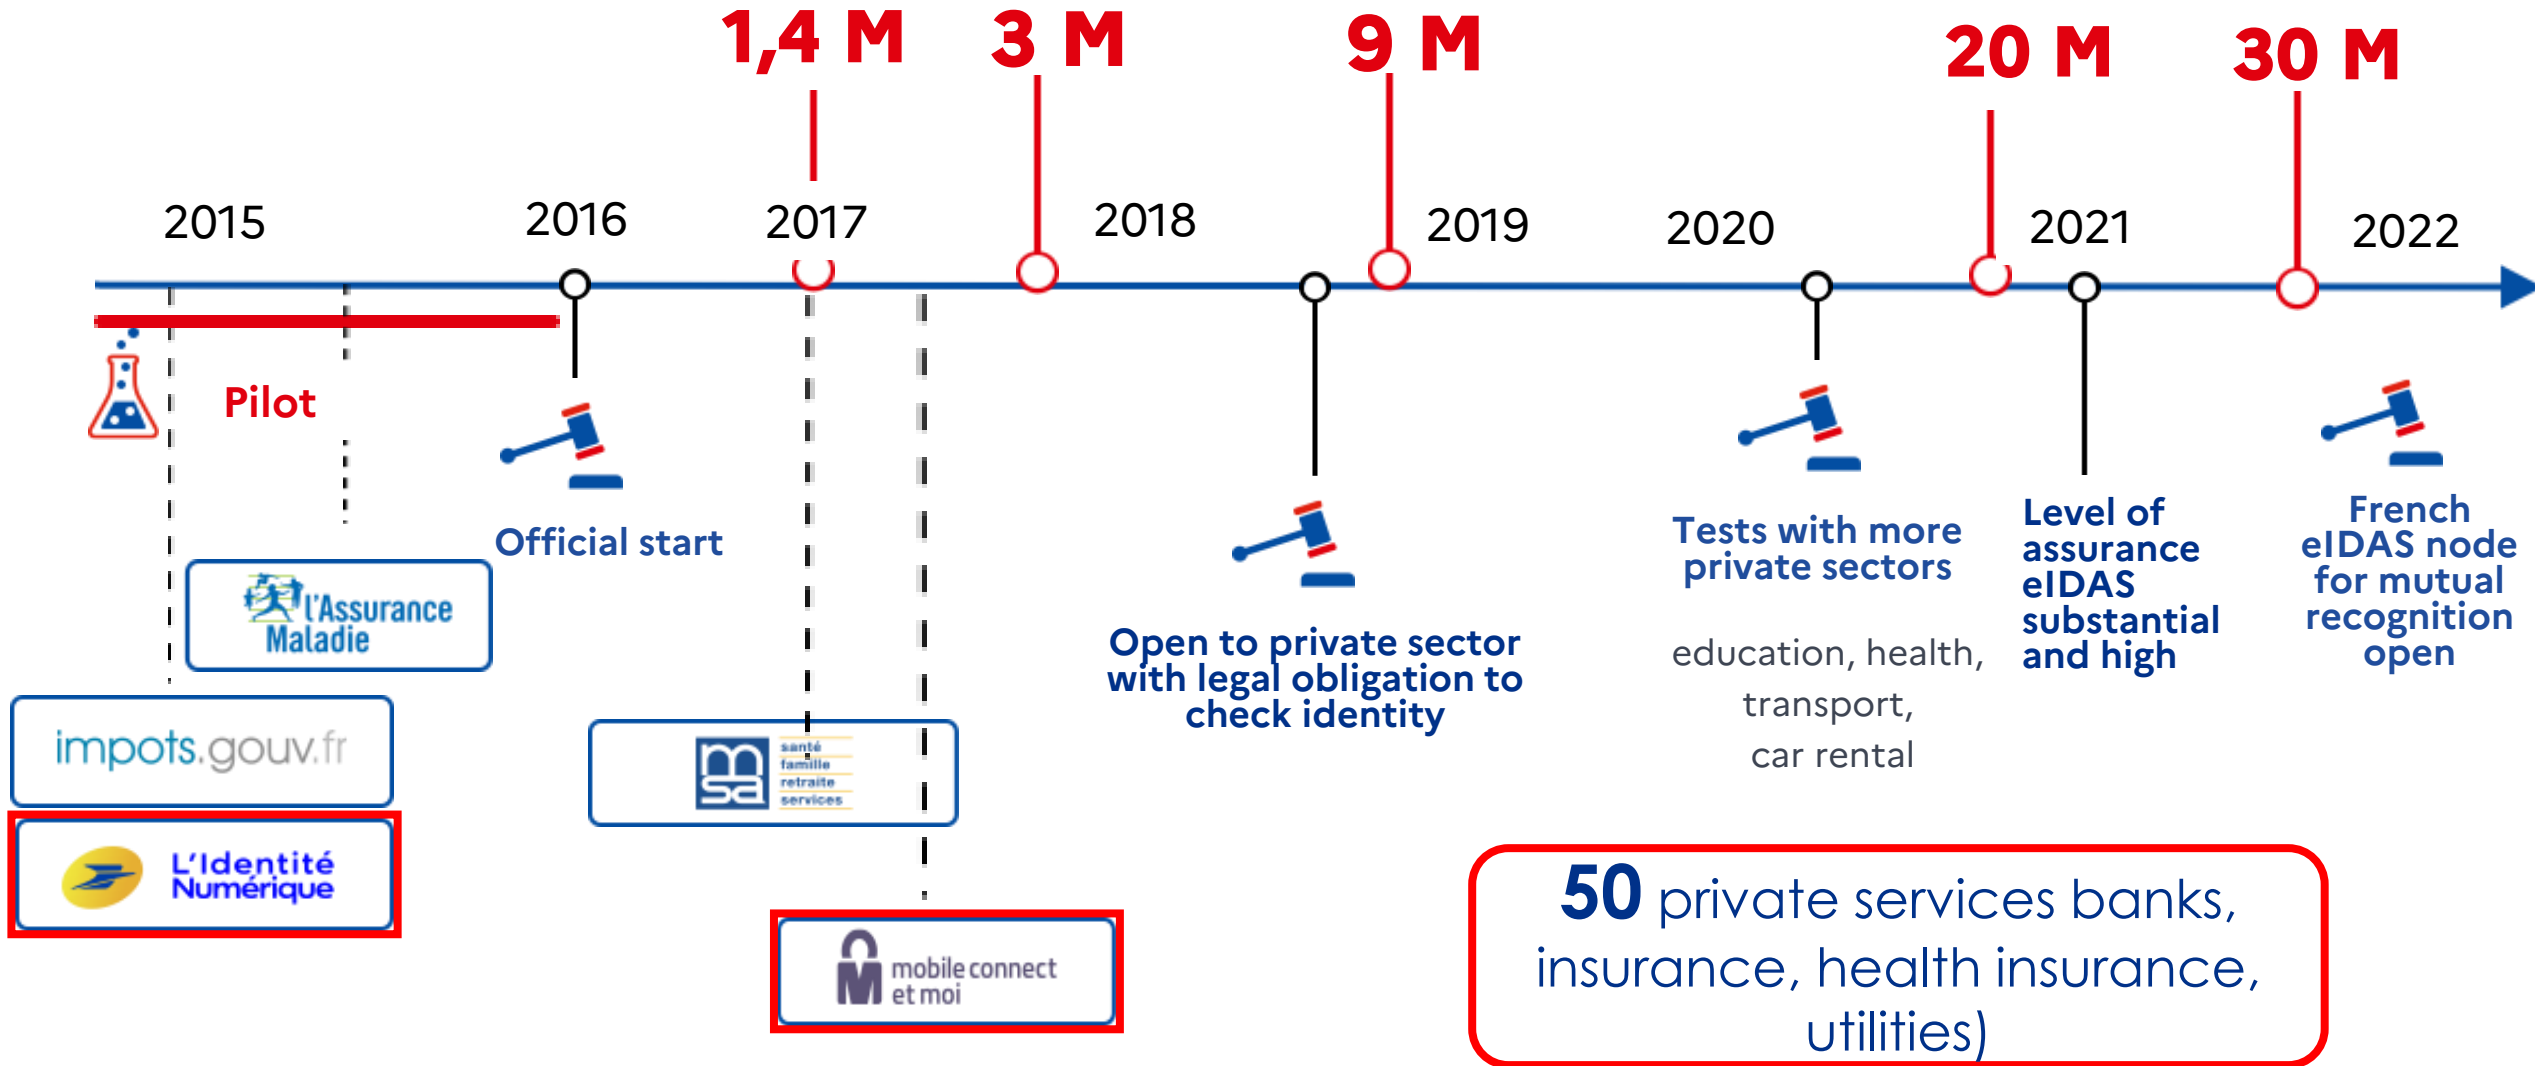 1,4 M
3 M
9 M
20 M
30 M
2015
2016
2017
2018
2019
2020
2021
2022
Pilot
Official start
l'Assurance
Maladie
impots.gouv.fr
L'Identité
Numérique
msa
santé
famille
retraite
services
mobile connect
et moi
Open to private sector
with legal obligation to
check identity
Tests with more
private sectors
education, health,
transport,
car rental
Level of
assurance
eIDAS
substantial
and high
French
eIDAS node
for mutual
recognition
open
50 private services banks,
insurance, health insurance,
utilities)